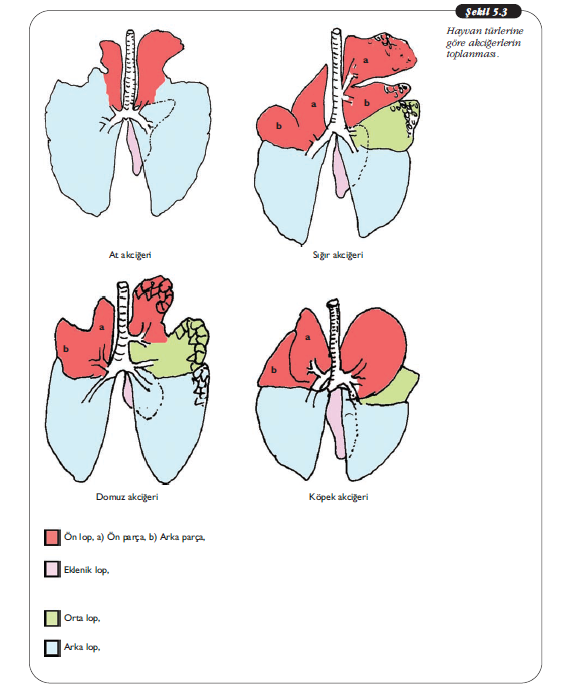 Şekil 5.3
Hayvan türlerine
göre akciğerlerin
toplanması.
a
a
b
b
At akciğeri
Sığır akciğeri
a
b
a
b
Domuz akciğeri
Köpek akciğeri
Ön lop, a) Ön parça, b) Arka parça,
Eklenik lop,
Orta lop,
Arka lop,